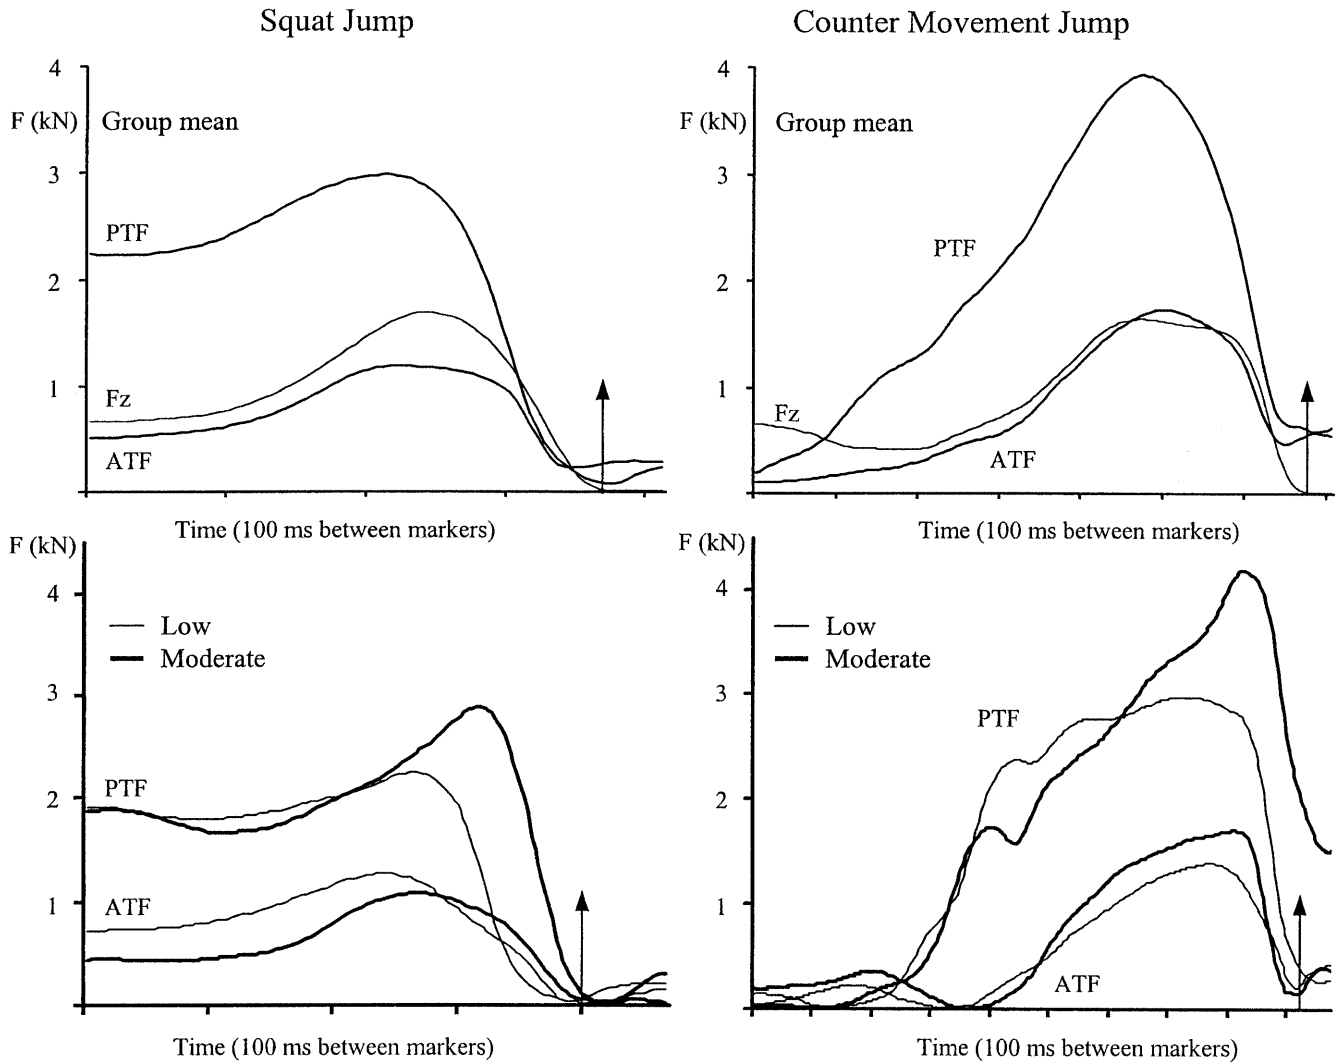 Squat Jump
Counter Movement Jump
4
F (kN)
Group mean
3
PTF
2
1
Fz
ATF
Time (100 ms between markers)
4
F (kN)
Group mean
3
PTF
2
1
Fz
ATF
Time (100 ms between markers)
F (kN)
4
Low
Moderate
3
PTF
2
ATF
1
Time (100 ms between markers)
F (kN)
4
Low
Moderate
3
PTF
2
1
ATF
Time (100 ms between markers)